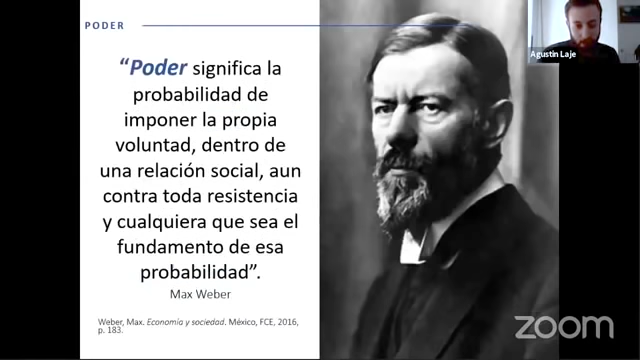 PODER
Agustín Laje
“Poder significa la
probabilidad de
imponer la propia
voluntad, dentro de
una relación social, aun
contra toda resistencia
y cualquiera que sea el
fundamento de esa
probabilidad”.
Max Weber
Weber, Max. Economía y sociedad. México, FCE, 2016,
p. 183.
zoom